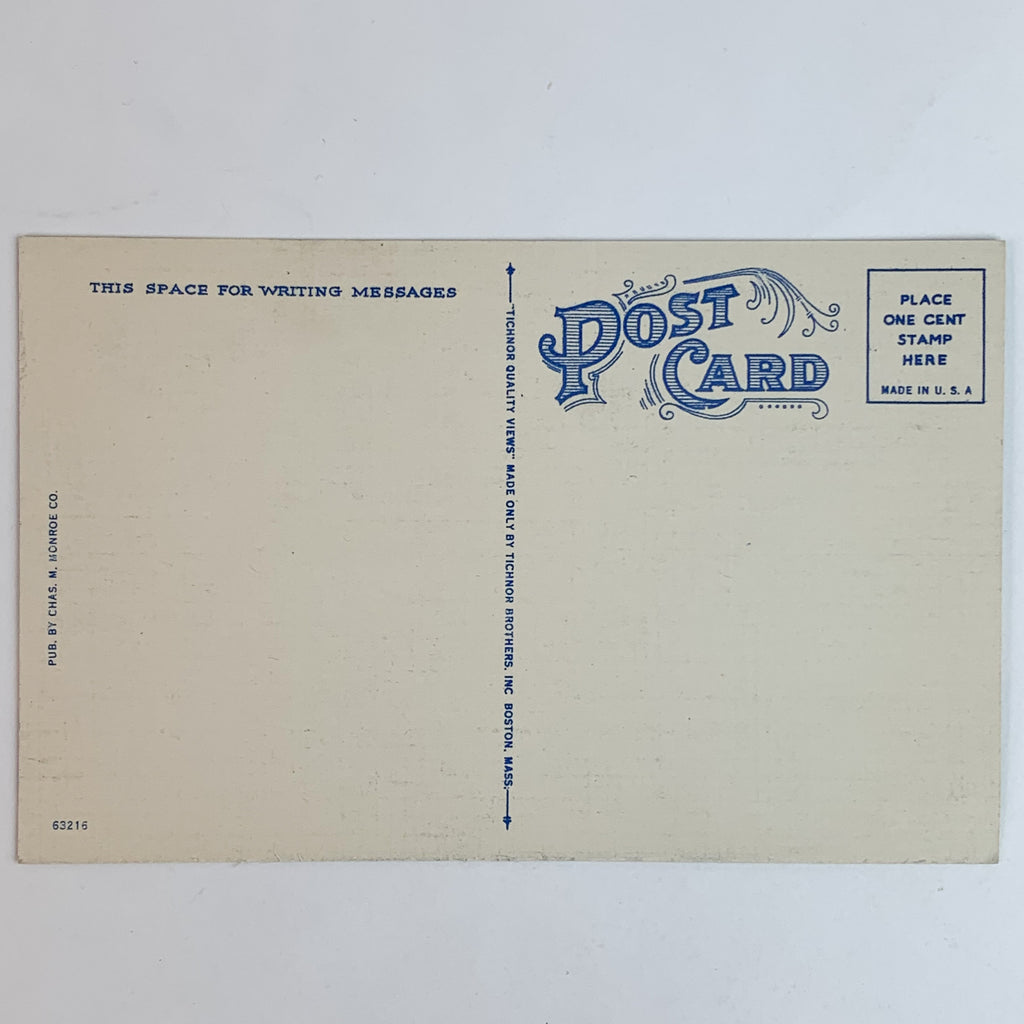 THIS SPACE FOR WRITING MESSAGES
PUB. BY CHAS. M. MONROE CO.
63216
"TICHNOR QUALITY VIEWS" MADE ONLY BY TICHNOR BROTHERS, INC BOSTON, MASS.
POST
CARD
PLACE
ONE CENT
STAMP
HERE
MADE IN U. S. A